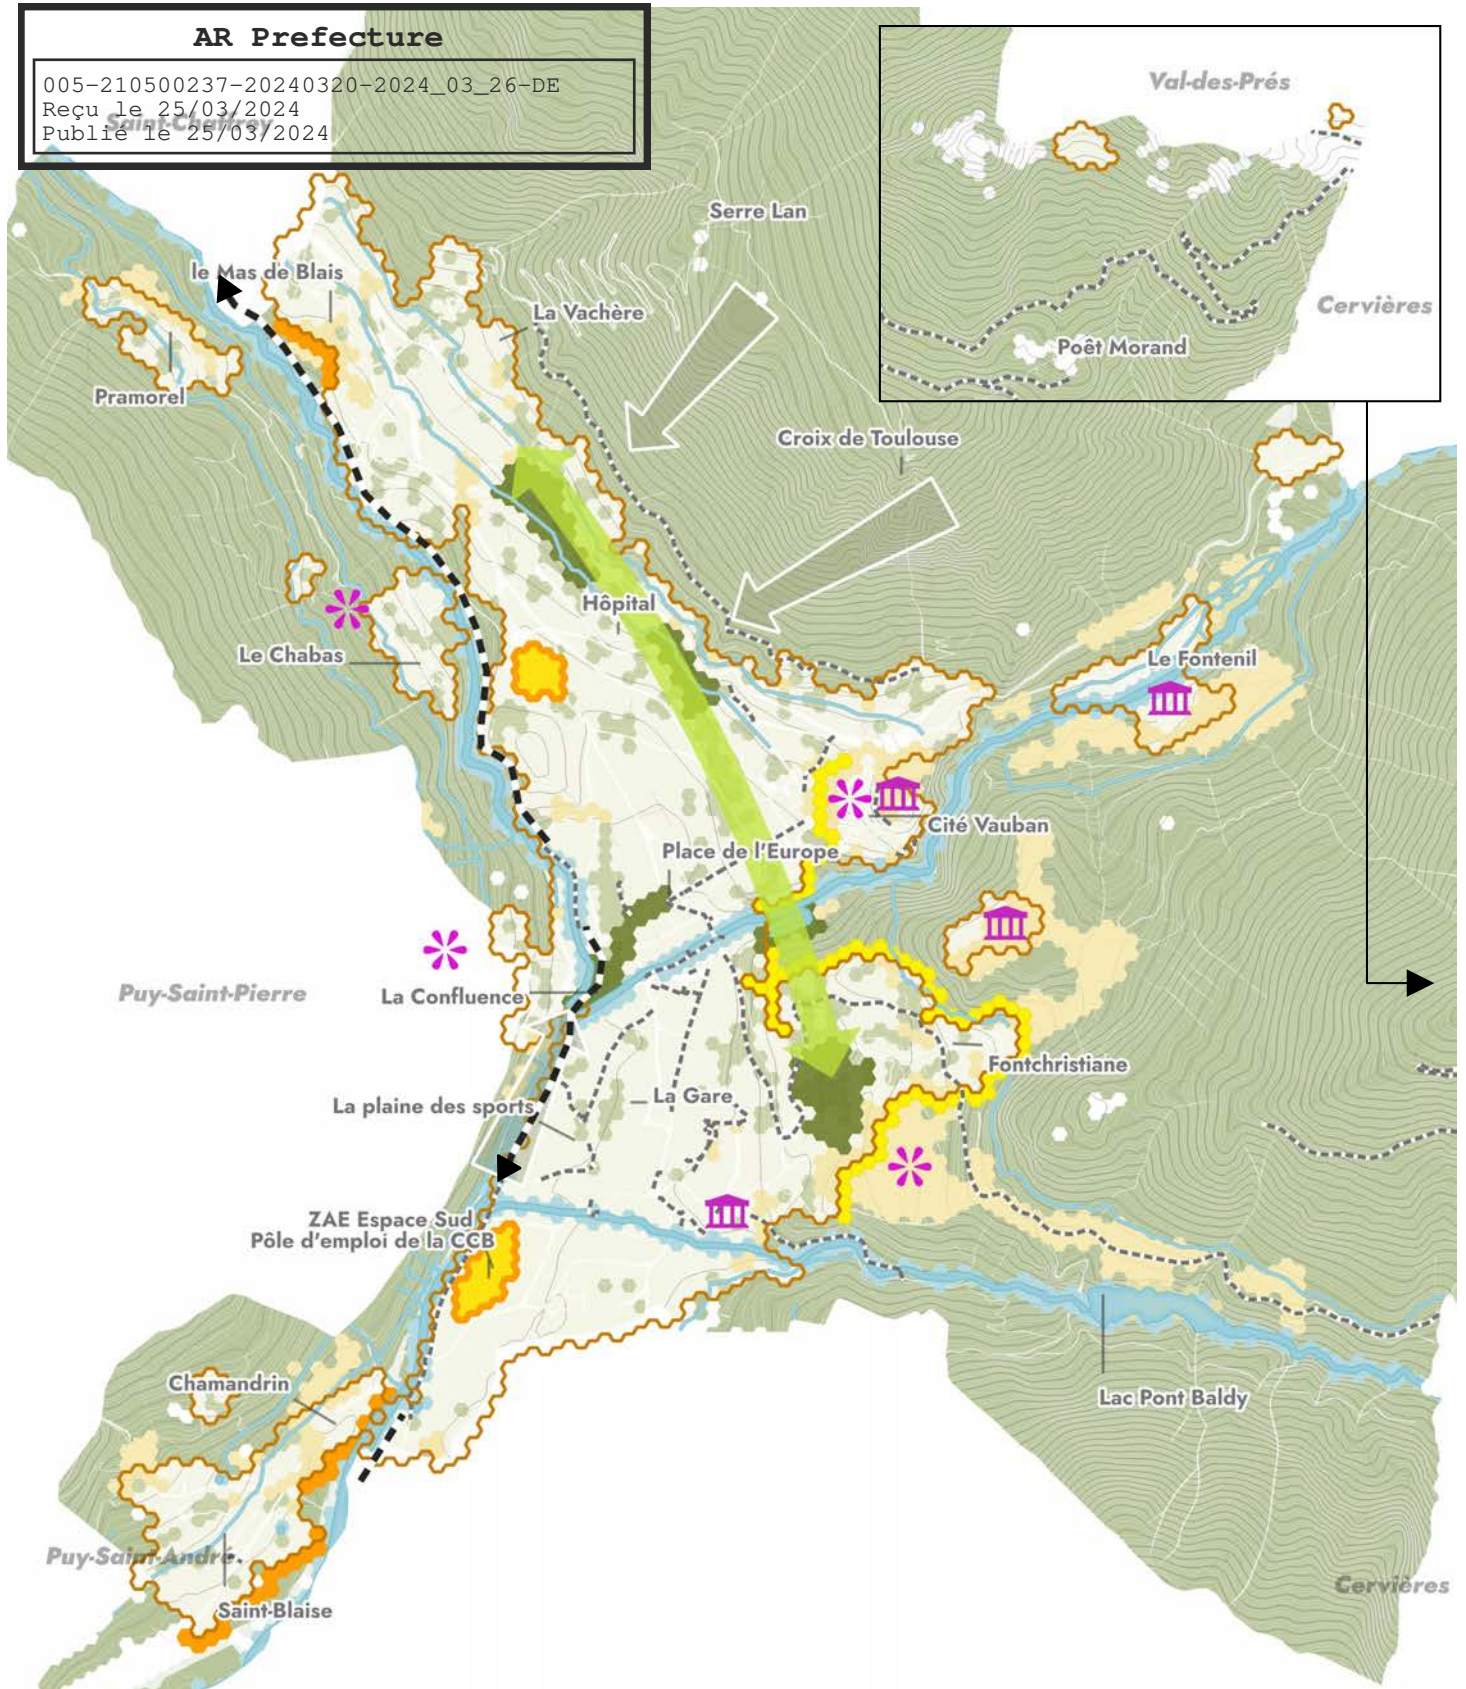 AR Prefecture
005-210500237-20240320-2024_03_26-DE
Reçu le 25/03/2024
Saint-Chaffrey
Publié le 25/03/2024
Val-des-Prés
Serre Lan
le Mas de Blais
La Vachère
Cervières
Poêt Morand
Pramorel
Croix de Toulouse
Hôpital
Le Chabas
Le Fontenil
Cité Vauban
Place de l'Europe
Puy-Saint-Pierre
La Confluence
Fontchristiane
La Gare
La plaine des sports
ZAE Espace Sud
Pôle d'emploi de la CCB
Chamandrin
Lac Pont Baldy
Puy-Saint-André
Cervières
Saint-Blaise